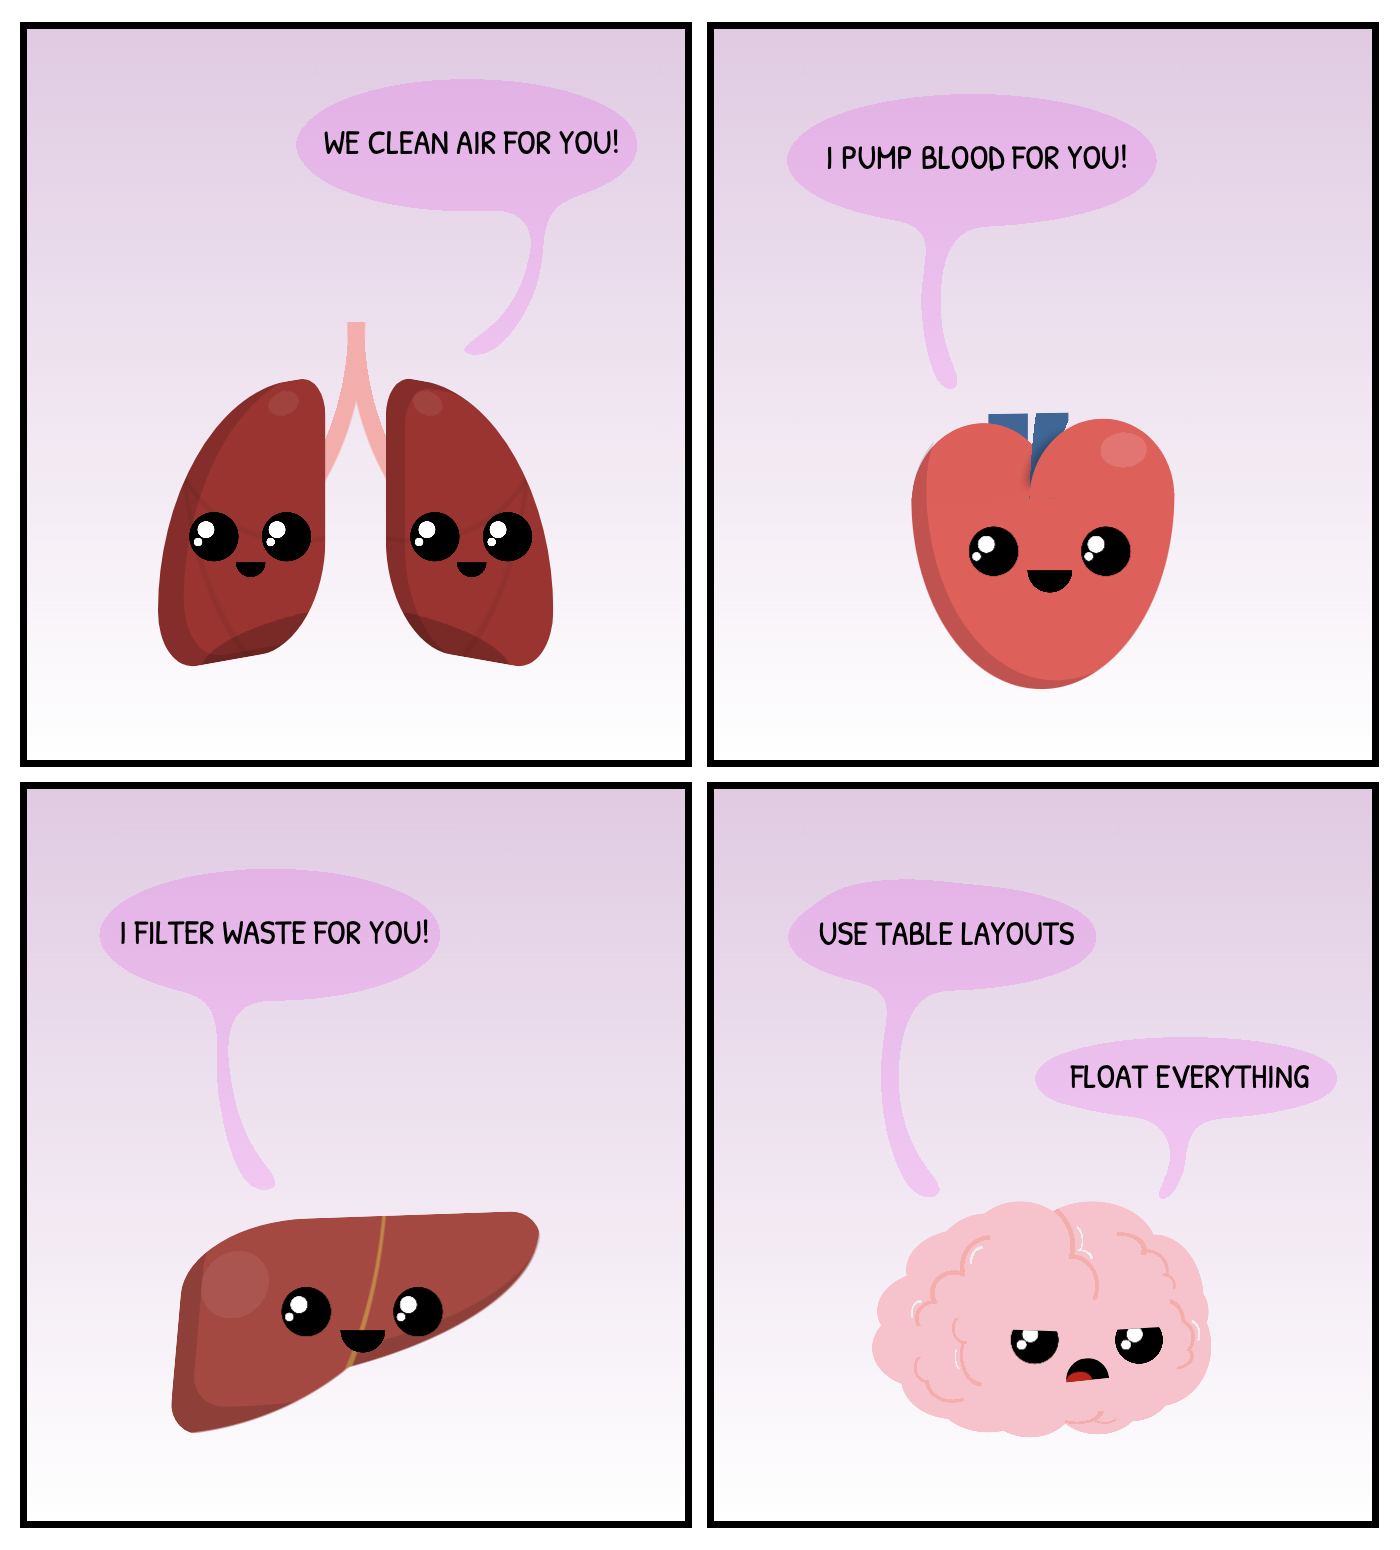 WE CLEAN AIR FOR YOU!
I PUMP BLOOD FOR YOU!
I FILTER WASTE FOR YOU!
USE TABLE LAYOUTS
FLOAT EVERYTHING